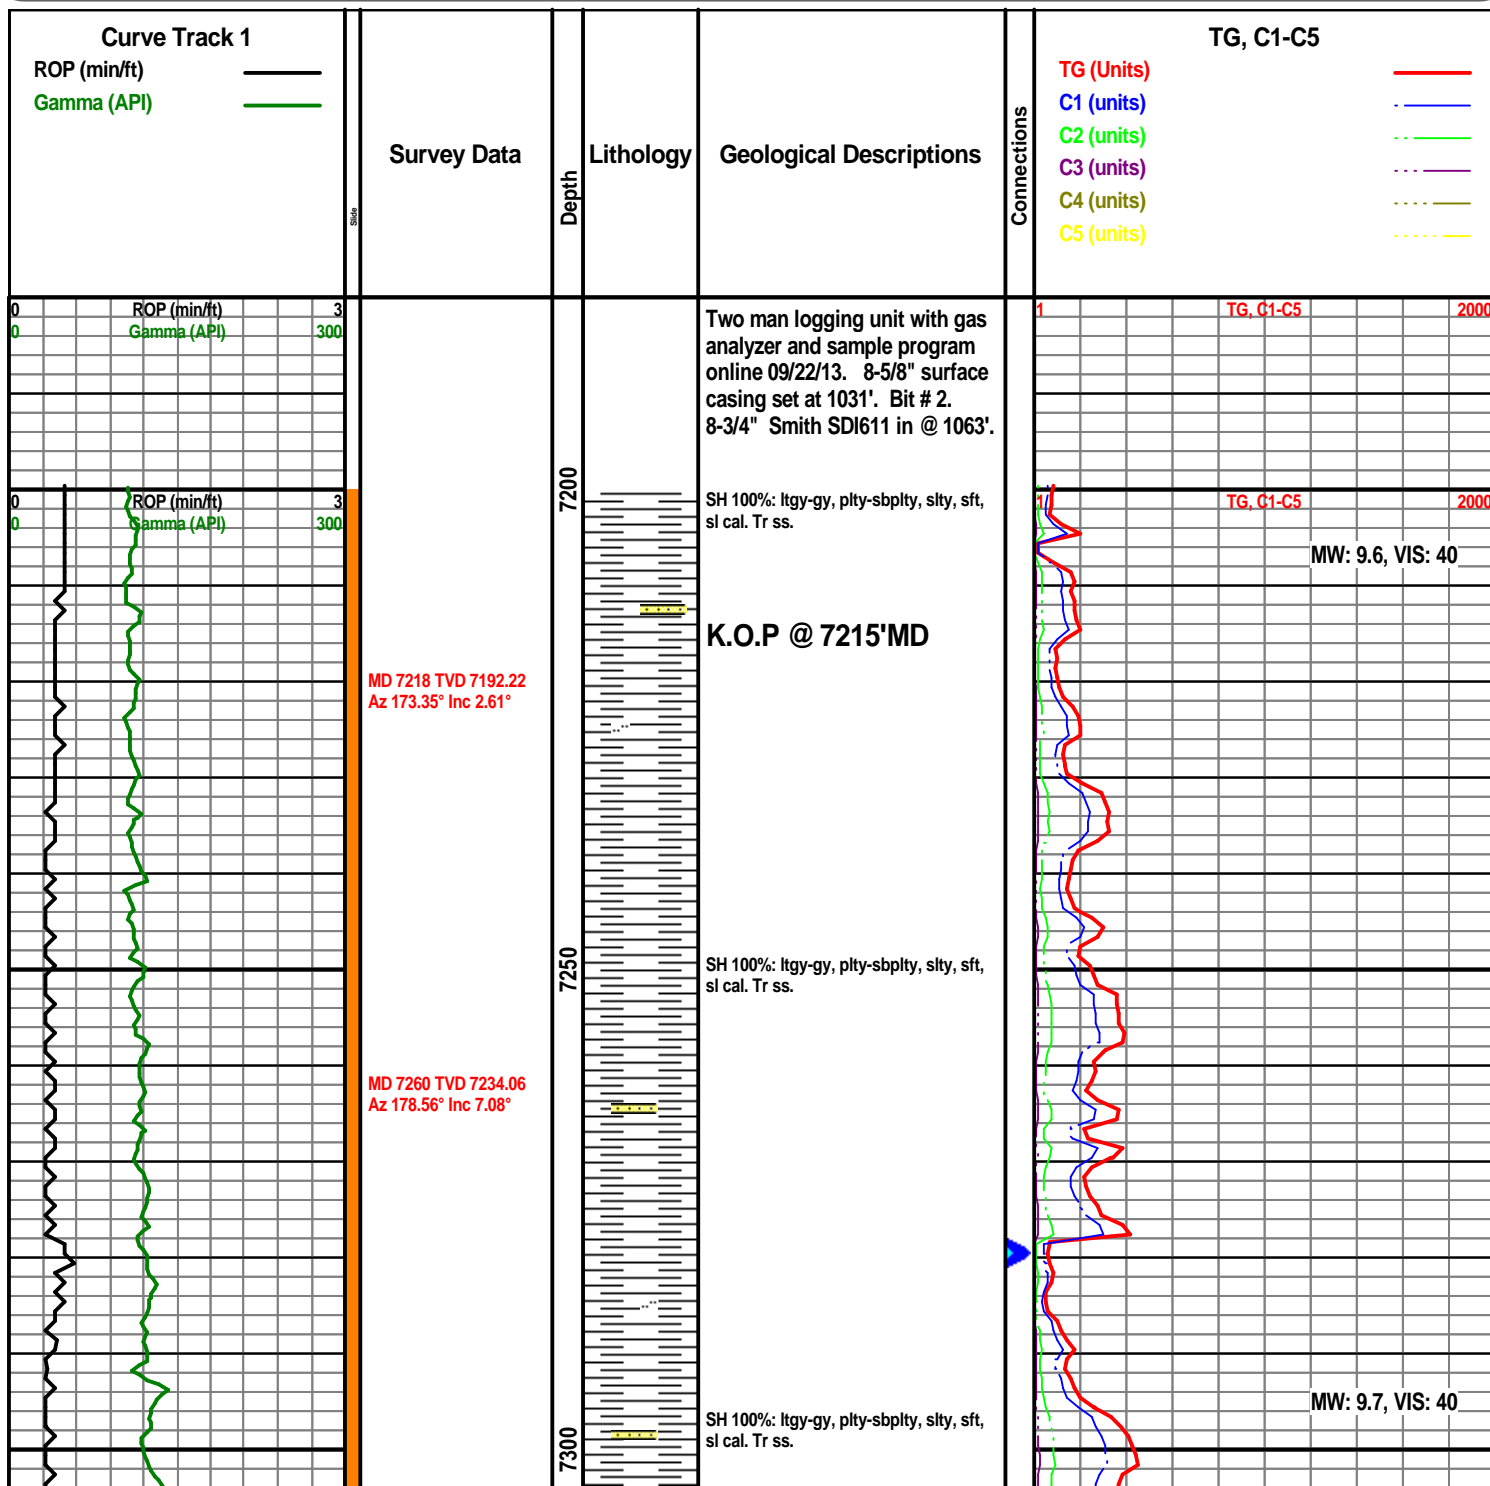 Curve Track 1
ROP (min/ft)
Gamma (API)
Slide
Survey Data
Depth
Lithology
Geological Descriptions
Connections
TG, C1-C5
TG (Units)
C1 (units)
C2 (units)
C3 (units)
C4 (units)
C5 (units)
0 ROP (min/ft) 3
0 Gamma (API) 300
1 TG, C1-C5 2000
Two man logging unit with gas
analyzer and sample program
online 09/22/13. 8-5/8" surface
casing set at 1031'. Bit # 2.
8-3/4" Smith SDI611 in @ 1063'.
0 ROP (min/ft) 3
0 Gamma (API) 300
7200
SH 100%: ltgy-gy, plty-sbplty, slty, sft,
sl cal. Tr ss.
1 TG, C1-C5 2000
MW: 9.6, VIS: 40
K.O.P @ 7215'MD
MD 7218 TVD 7192.22
Az 173.35° Inc 2.61°
7250
SH 100%: ltgy-gy, plty-sbplty, slty, sft,
sl cal. Tr ss.
MD 7260 TVD 7234.06
Az 178.56° Inc 7.08°
MW: 9.7, VIS: 40
7300
SH 100%: ltgy-gy, plty-sbplty, slty, sft,
sl cal. Tr ss.